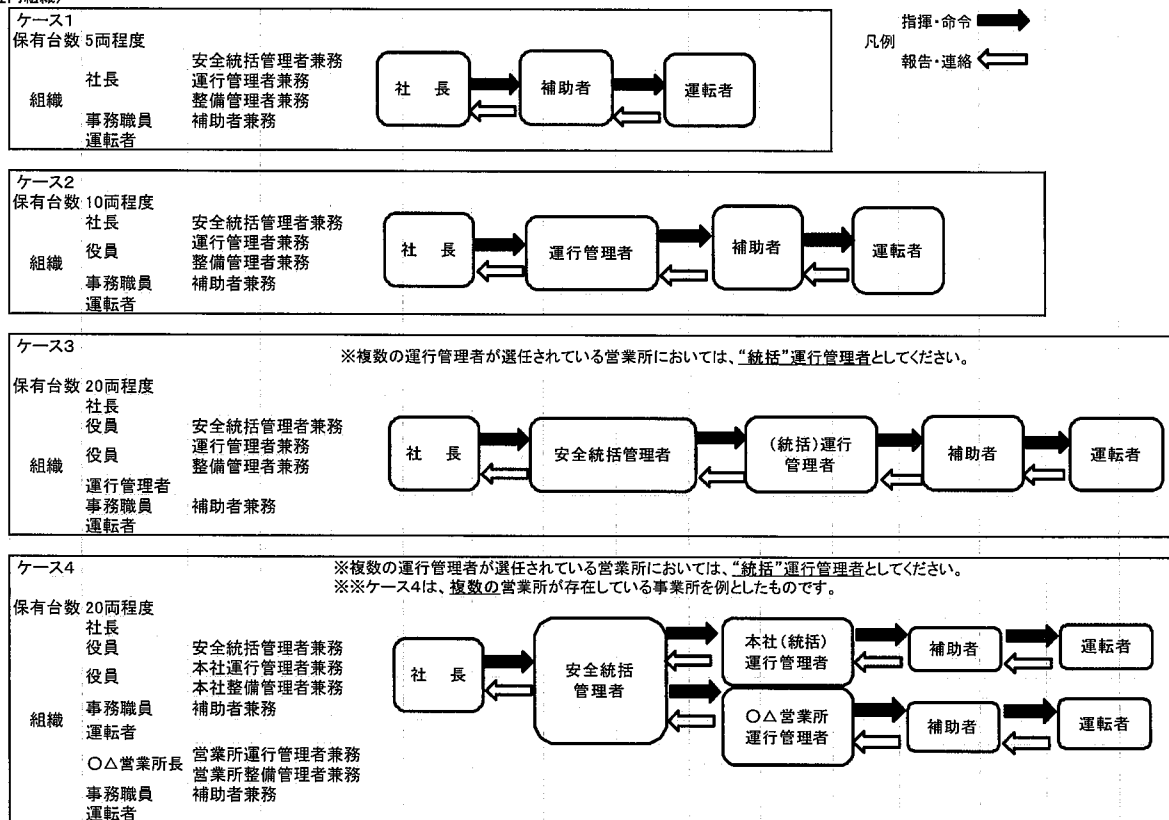 ケース1
保有台数 5両程度
組織
社長
安全統括管理者兼務
運行管理者兼務
整備管理者兼務
事務職員 補助者兼務
運転者
社 長
補助者
運転者
凡例
指揮・命令
報告・連絡
ケース2
保有台数 10両程度
組織
社長 安全統括管理者兼務
役員
運行管理者兼務
整備管理者兼務
事務職員 補助者兼務
運転者
社 長
運行管理者
補助者
運転者
ケース3
※複数の運行管理者が選任されている営業所においては、“統括”運行管理者としてください。
保有台数 20両程度
組織
社長
役員 安全統括管理者兼務
役員
運行管理者兼務
整備管理者兼務
運行管理者
事務職員 補助者兼務
運転者
社 長
安全統括管理者
(統括)運行
管理者
補助者
運転者
ケース4
※複数の運行管理者が選任されている営業所においては、“統括”運行管理者としてください。
※※ケース4は、複数の営業所が存在している事業所を例としたものです。
保有台数 20両程度
組織
社長
役員 安全統括管理者兼務
役員
本社運行管理者兼務
本社整備管理者兼務
事務職員 補助者兼務
運転者
○△営業所長
営業所運行管理者兼務
営業所整備管理者兼務
事務職員 補助者兼務
運転者
社 長
安全統括
管理者
本社(統括)
運行管理者
補助者
運転者
○△営業所
運行管理者
補助者
運転者